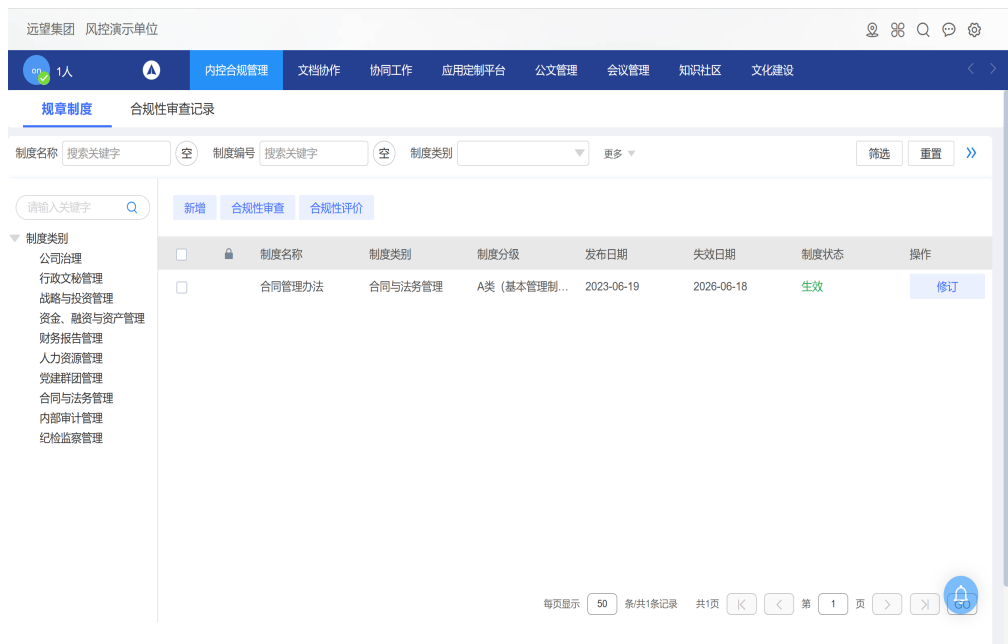 远望集团 风控演示单位
on 1人 内控合规管理 文档协作 协同工作 应用定制平台 公文管理 会议管理 知识社区 文化建设
规章制度 合规性审查记录
制度名称 搜索关键字 空 制度编号 搜索关键字 空 制度类别 更多 筛选 重置
请输入关键字 新增 合规性审查 合规性评价
制度类别
公司治理
行政文秘管理
战略与投资管理
资金、融资与资产管理
财务报告管理
人力资源管理
党建群团管理
合同与法务管理
内部审计管理
纪检监察管理
制度名称 制度类别 制度分级 发布日期 失效日期 制度状态 操作
合同管理办法 合同与法务管理 A类（基本管理制... 2023-06-19 2026-06-18 生效 修订
每页显示 50 条/共1条记录 共1页 第 1 页 GO